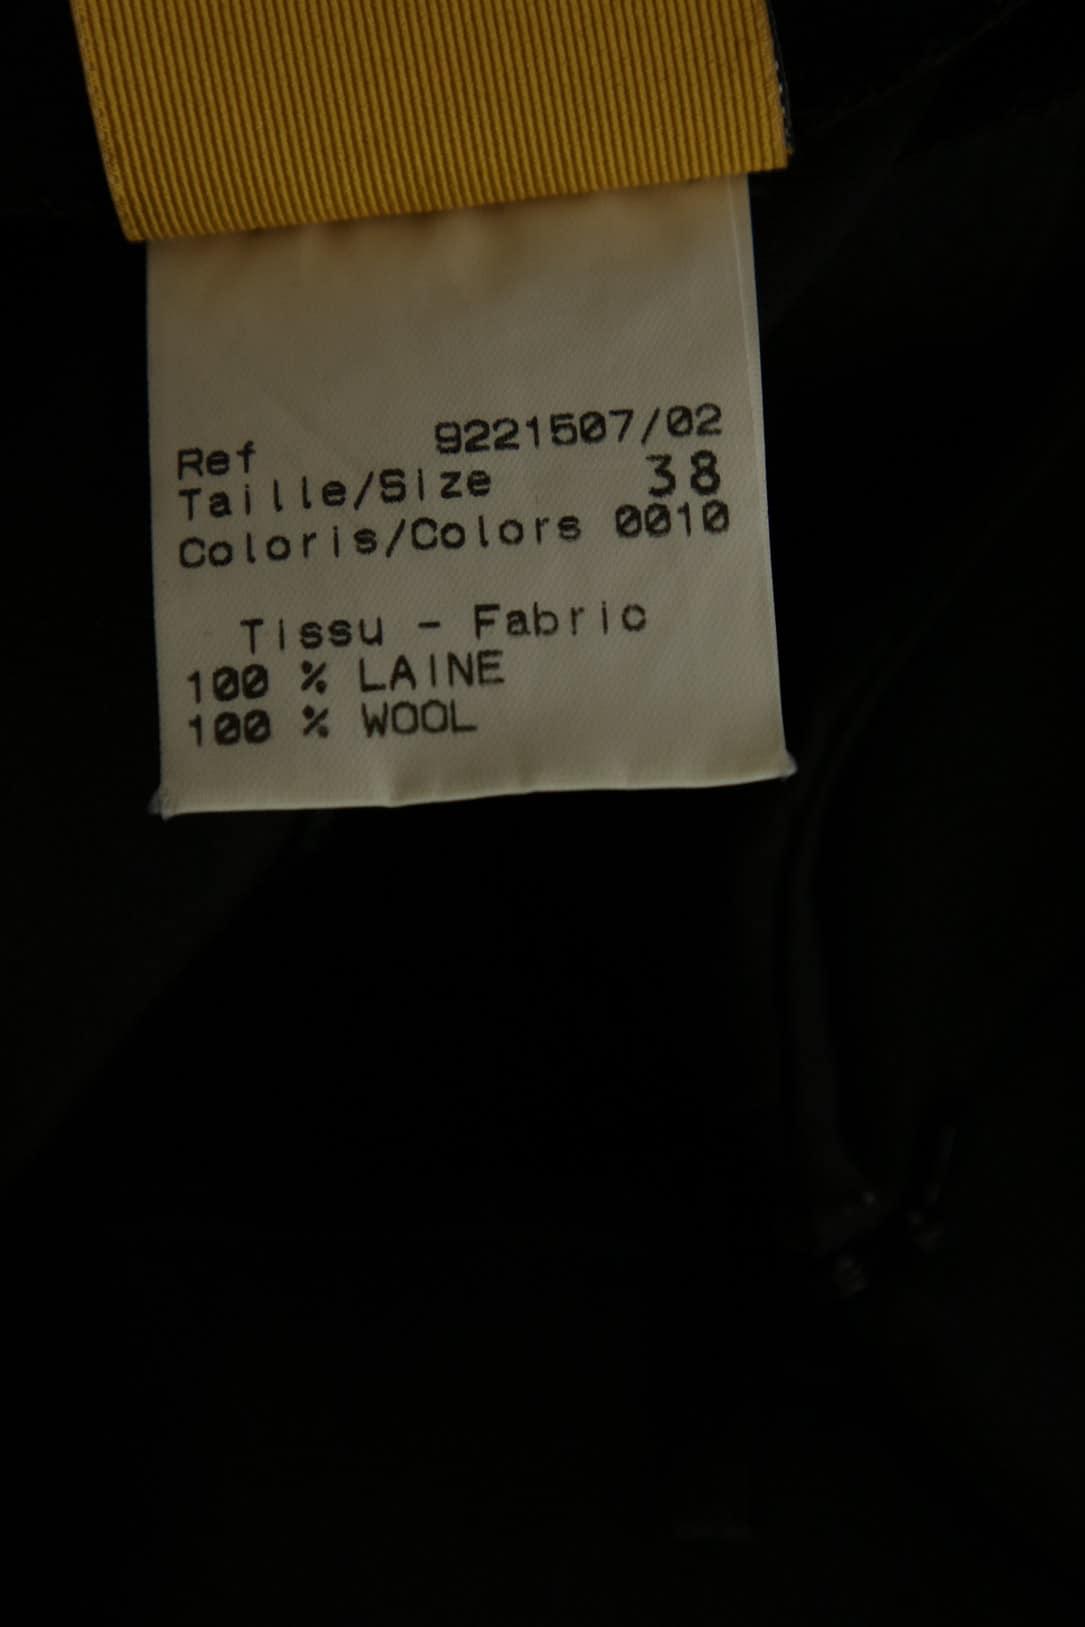 Ref 9221507/02
Taille/Size 38
Coloris/Colors 0010
Tissu - Fabric
100 % LAINE
100 % WOOL